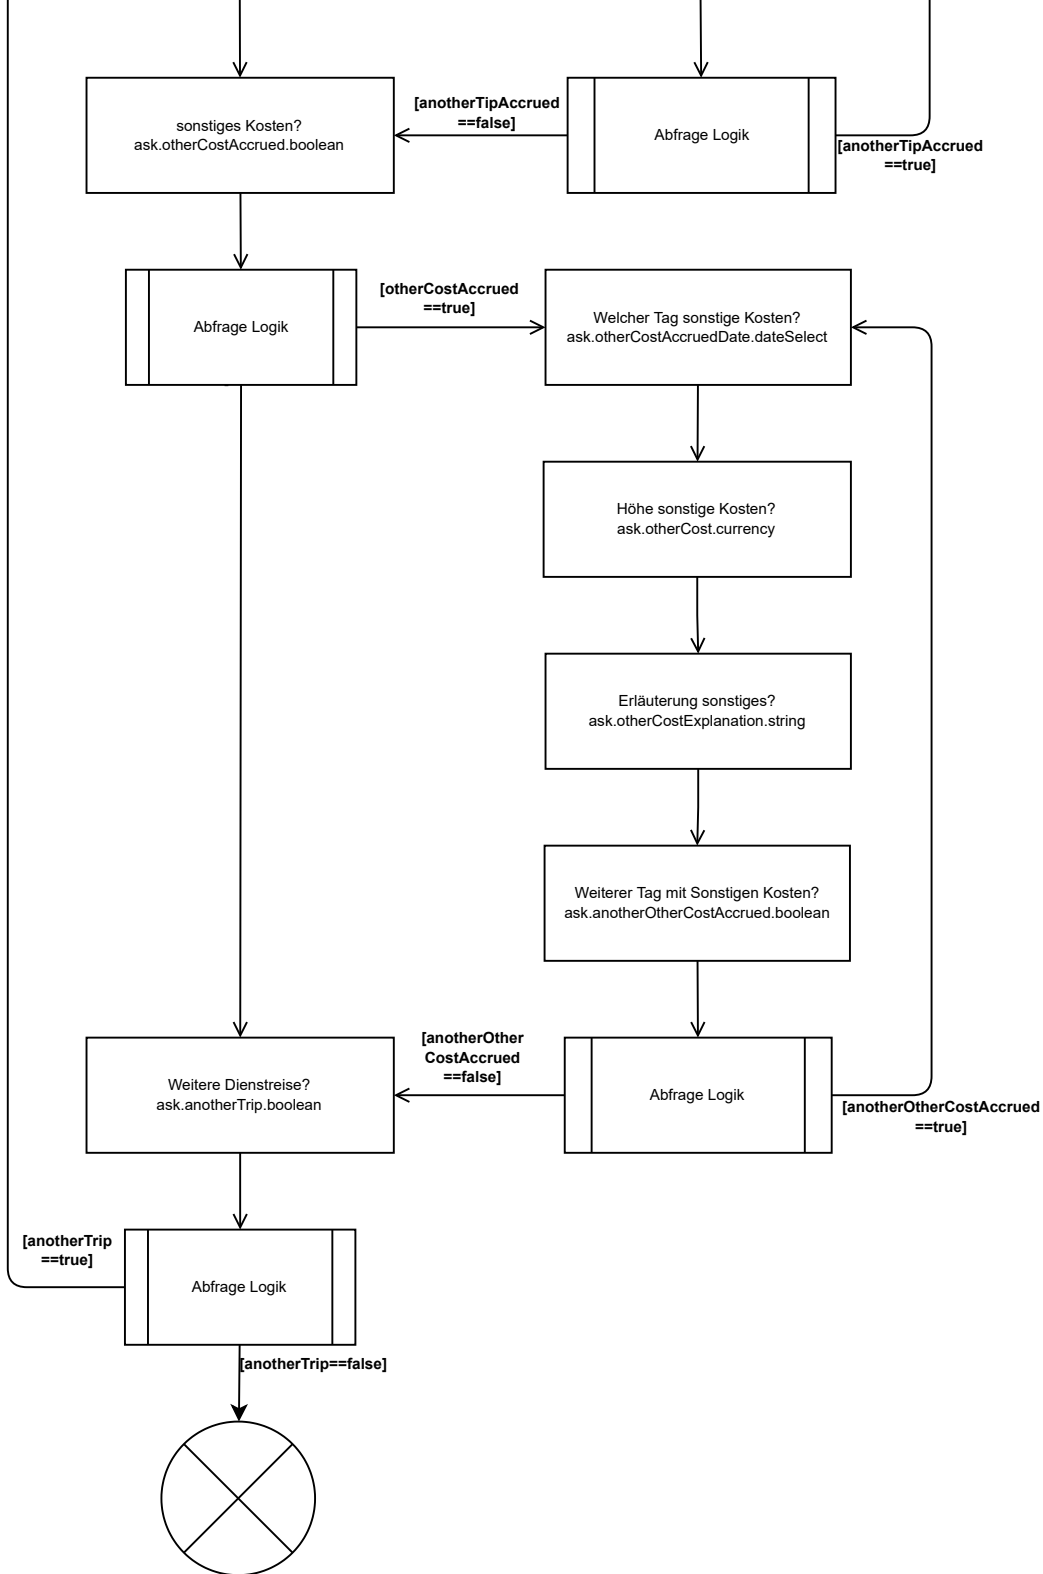 [anotherTipAccrued
==false]
sonstiges Kosten?
ask.otherCostAccrued.boolean
Abfrage Logik
[anotherTipAccrued
==true]
[otherCostAccrued
==true]
Abfrage Logik
Welcher Tag sonstige Kosten?
ask.otherCostAccruedDate.dateSelect
Höhe sonstige Kosten?
ask.otherCost.currency
Erläuterung sonstiges?
ask.otherCostExplanation.string
Weiterer Tag mit Sonstigen Kosten?
ask.anotherOtherCostAccrued.boolean
[anotherOther
CostAccrued
==false]
Weitere Dienstreise?
ask.anotherTrip.boolean
Abfrage Logik
[anotherOtherCostAccrued
==true]
[anotherTrip
==true]
Abfrage Logik
[anotherTrip==false]